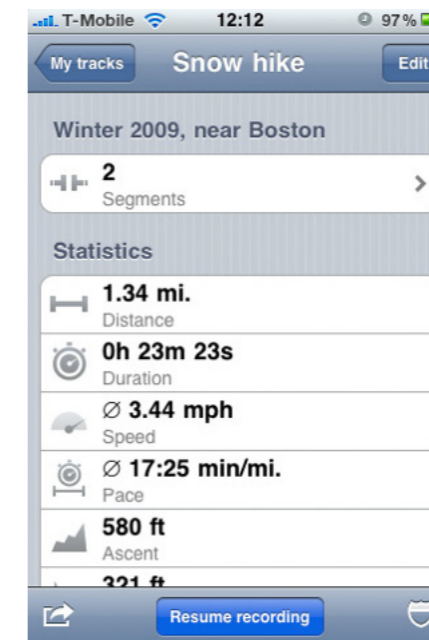 T-Mobile 12:12 97%
My tracks Snow hike Edit
Winter 2009, near Boston
2
Segments
Statistics
1.34 mi.
Distance
0h 23m 23s
Duration
∅ 3.44 mph
Speed
∅ 17:25 min/mi.
Pace
580 ft
Ascent
321 ft
Resume recording